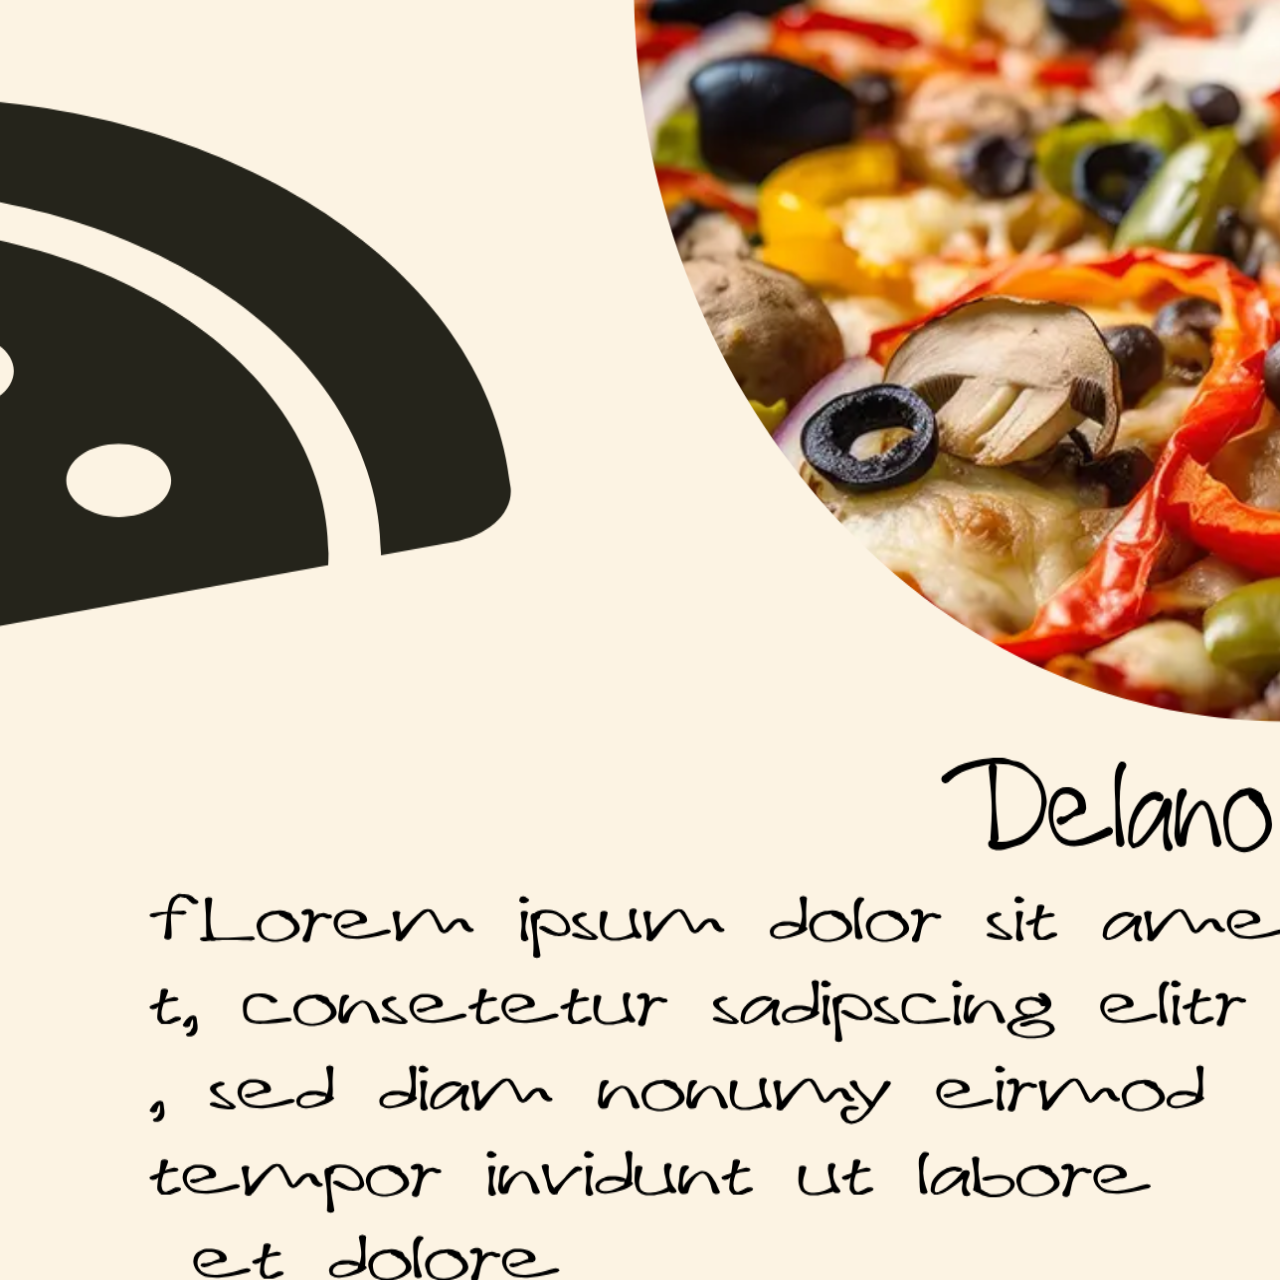 Delano
fLorem ipsum dolor sit ame
t, consetetur sadipscing elitr
, sed diam nonumy eirmod
tempor invidunt ut labore
et dolore